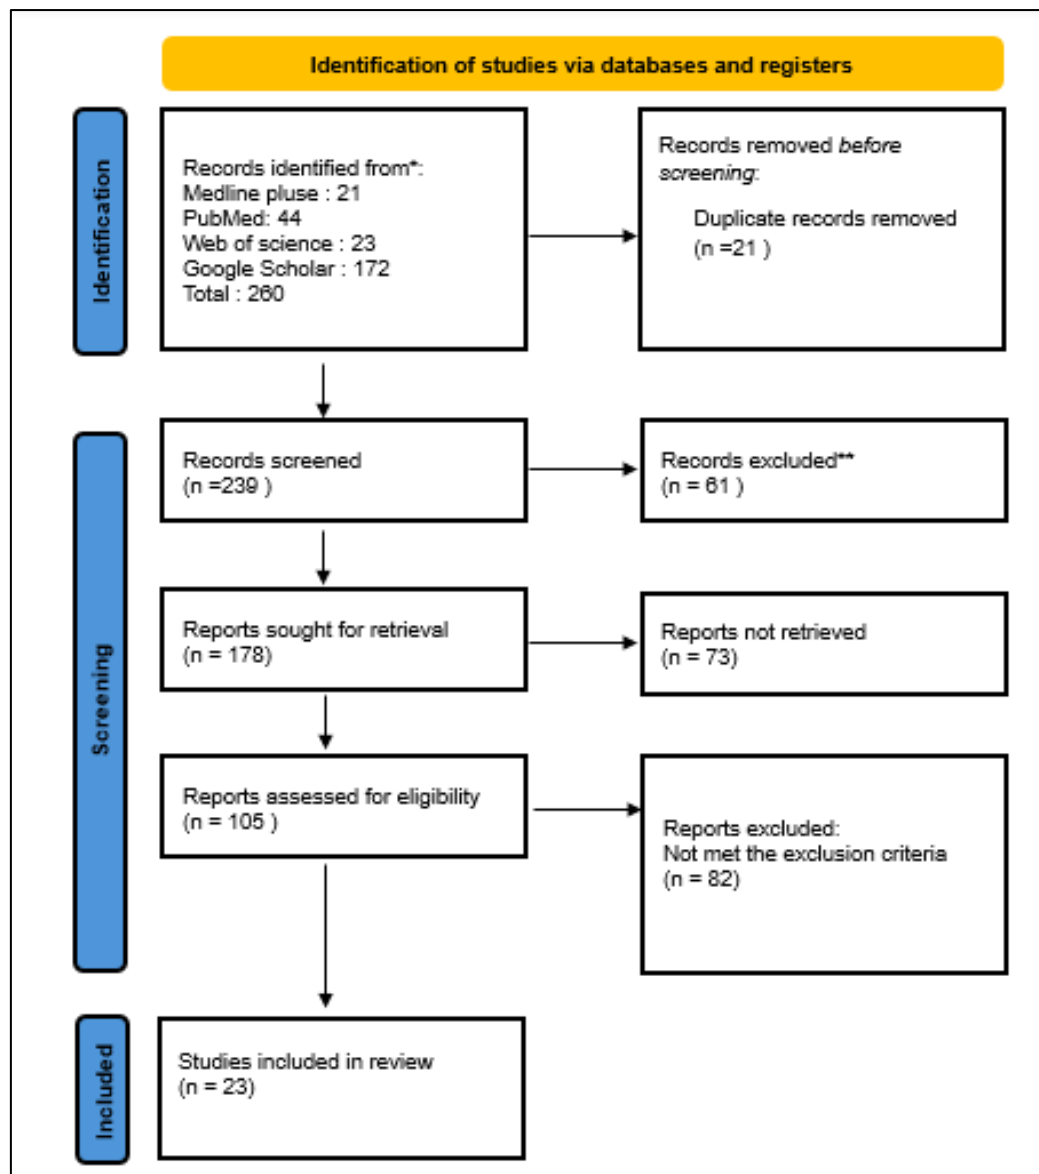 Identification of studies via databases and registers
Identification
Records identified from*:
Medline pluse : 21
PubMed: 44
Web of science : 23
Google Scholar : 172
Total : 260
Records removed before
screening:
Duplicate records removed
(n =21 )
Screening
Records screened
(n =239 )
Records excluded**
(n = 61 )
Reports sought for retrieval
(n = 178)
Reports not retrieved
(n = 73)
Reports assessed for eligibility
(n = 105 )
Reports excluded:
Not met the exclusion criteria
(n = 82)
Included
Studies included in review
(n = 23)